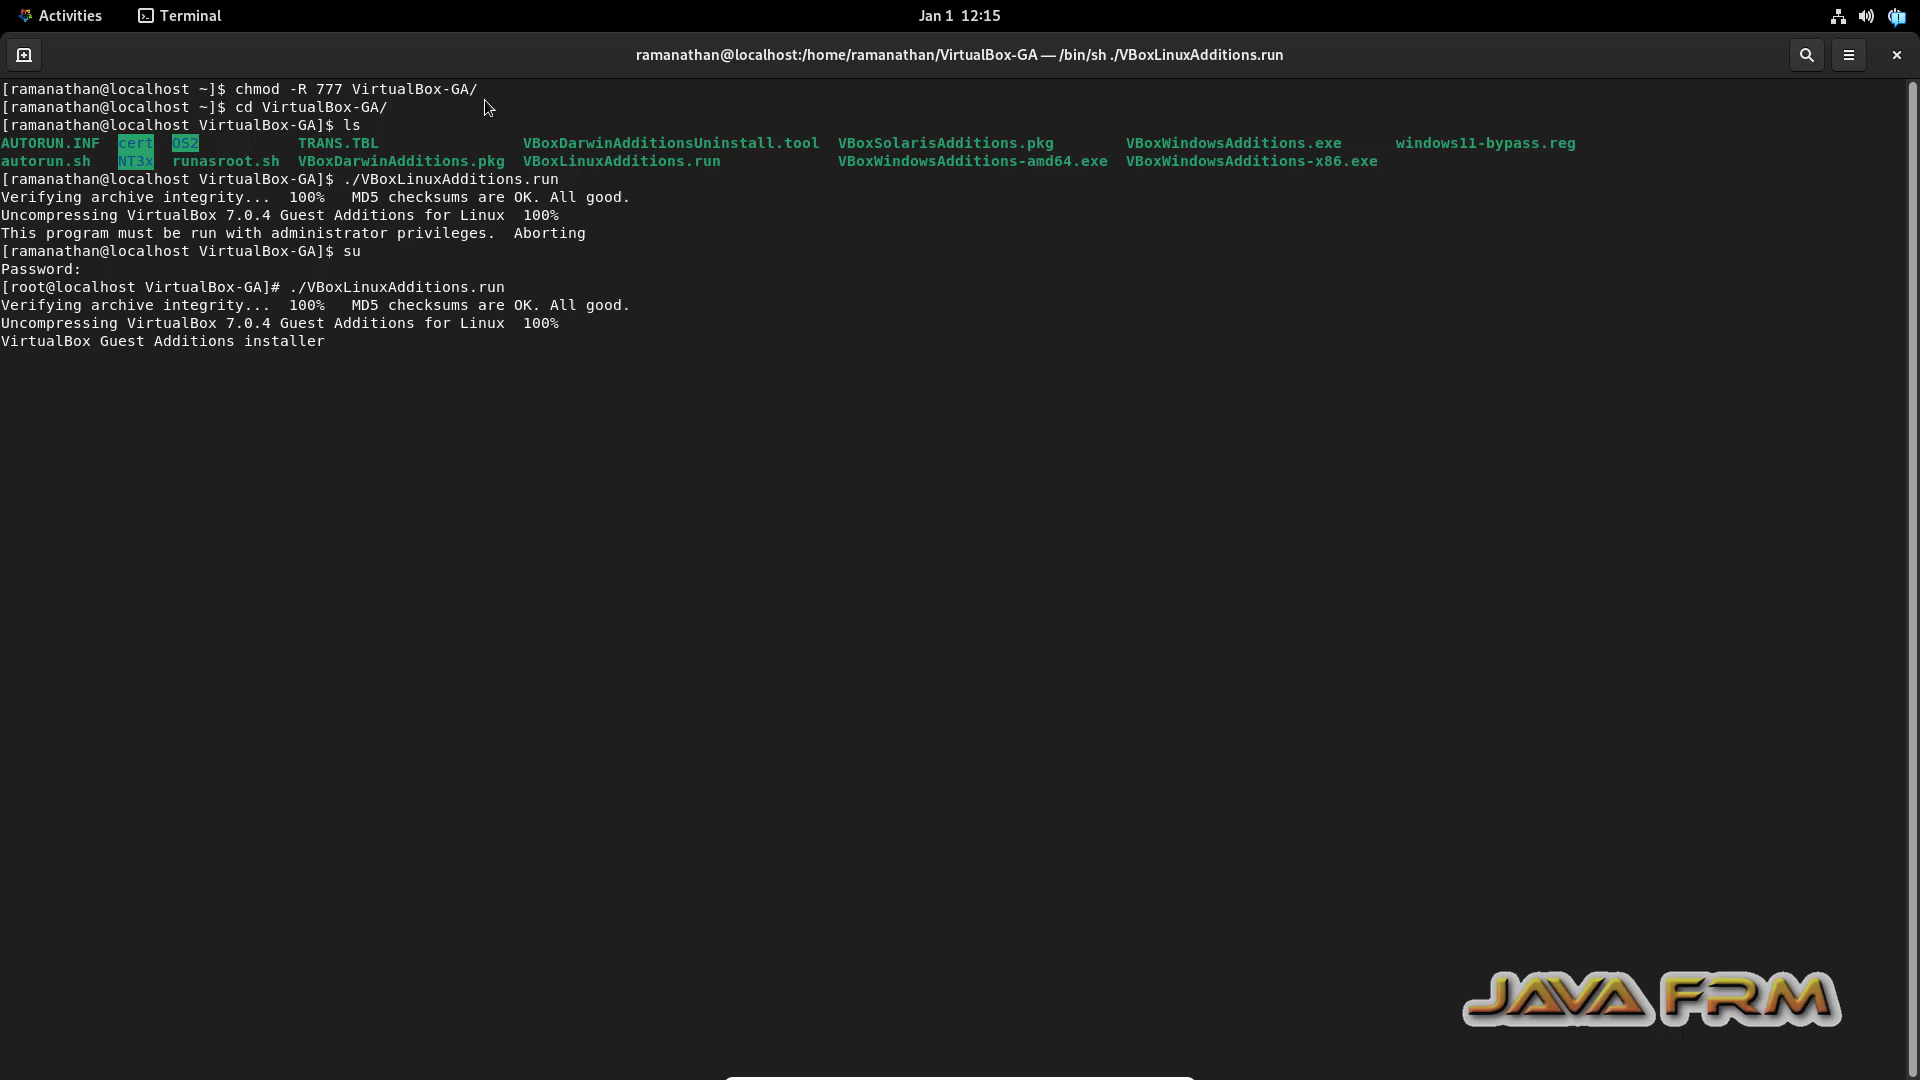 Activities Terminal Jan 1 12:15
ramanathan@localhost:/home/ramanathan/VirtualBox-GA — /bin/sh ./VBoxLinuxAdditions.run
[ramanathan@localhost ~]$ chmod -R 777 VirtualBox-GA/
[ramanathan@localhost ~]$ cd VirtualBox-GA/
[ramanathan@localhost VirtualBox-GA]$ ls
AUTORUN.INF cert OS2 TRANS.TBL VBoxDarwinAdditionsUninstall.tool VBoxSolarisAdditions.pkg VBoxWindowsAdditions.exe windows11-bypass.reg
autorun.sh NT3x runasroot.sh VBoxDarwinAdditions.pkg VBoxLinuxAdditions.run VBoxWindowsAdditions-amd64.exe VBoxWindowsAdditions-x86.exe
[ramanathan@localhost VirtualBox-GA]$ ./VBoxLinuxAdditions.run
Verifying archive integrity... 100% MD5 checksums are OK. All good.
Uncompressing VirtualBox 7.0.4 Guest Additions for Linux 100%
This program must be run with administrator privileges. Aborting
[ramanathan@localhost VirtualBox-GA]$ su
Password:
[root@localhost VirtualBox-GA]# ./VBoxLinuxAdditions.run
Verifying archive integrity... 100% MD5 checksums are OK. All good.
Uncompressing VirtualBox 7.0.4 Guest Additions for Linux 100%
VirtualBox Guest Additions installer
JAVA FRM